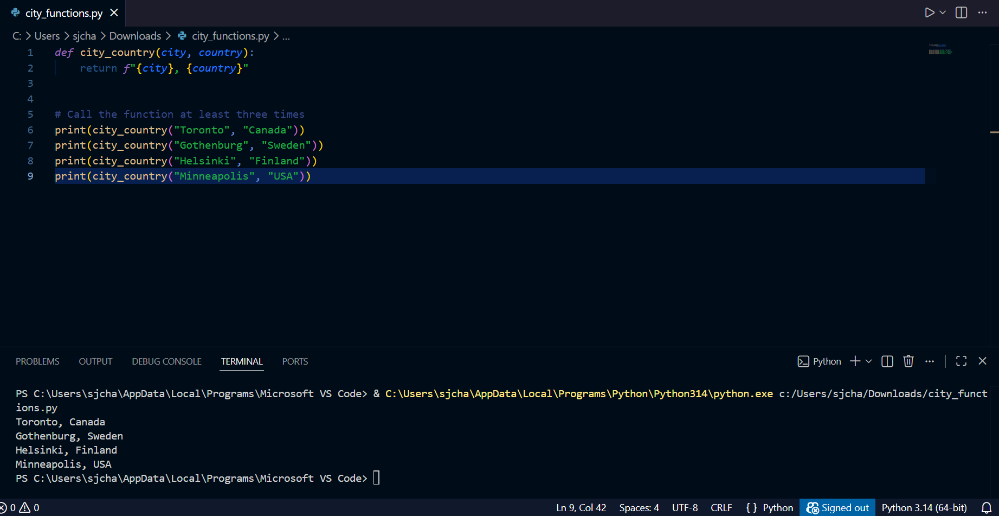 city_functions.py
C: > Users > sjcha > Downloads > city_functions.py > ...
1 def city_country(city, country):
2     return f"{city}, {country}"
3
4
5 # Call the function at least three times
6 print(city_country("Toronto", "Canada"))
7 print(city_country("Gothenburg", "Sweden"))
8 print(city_country("Helsinki", "Finland"))
9 print(city_country("Minneapolis", "USA"))
PROBLEMS OUTPUT DEBUG CONSOLE TERMINAL PORTS Python
PS C:\Users\sjcha\AppData\Local\Programs\Microsoft VS Code> & C:\Users\sjcha\AppData\Local\Programs\Python\Python314\python.exe c:/Users/sjcha/Downloads/city_funct
ions.py
Toronto, Canada
Gothenburg, Sweden
Helsinki, Finland
Minneapolis, USA
PS C:\Users\sjcha\AppData\Local\Programs\Microsoft VS Code>
0 0 Ln 9, Col 42 Spaces: 4 UTF-8 CRLF { } Python Signed out Python 3.14 (64-bit)